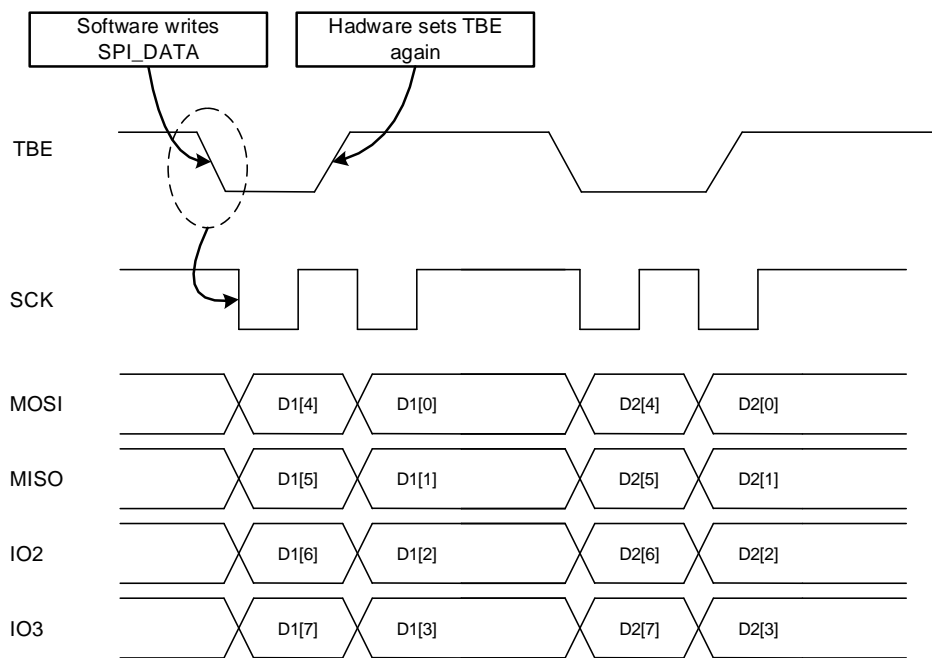 Software writes
SPI_DATA
Hadware sets TBE
again
TBE
SCK
MOSI D1[4] D1[0] D2[4] D2[0]
MISO D1[5] D1[1] D2[5] D2[1]
IO2 D1[6] D1[2] D2[6] D2[2]
IO3 D1[7] D1[3] D2[7] D2[3]